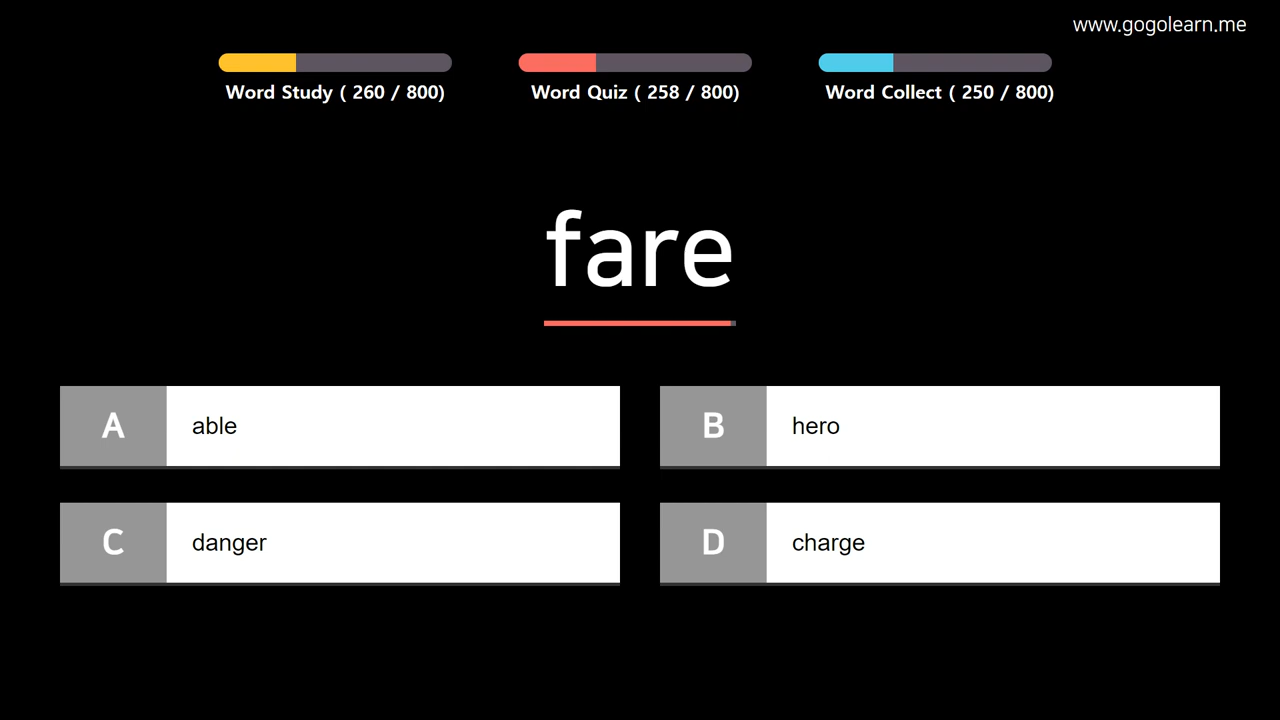 www.gogolearn.me
Word Study ( 260 / 800)
Word Quiz ( 258 / 800)
Word Collect ( 250 / 800)
fare
A
able
B
hero
C
danger
D
charge